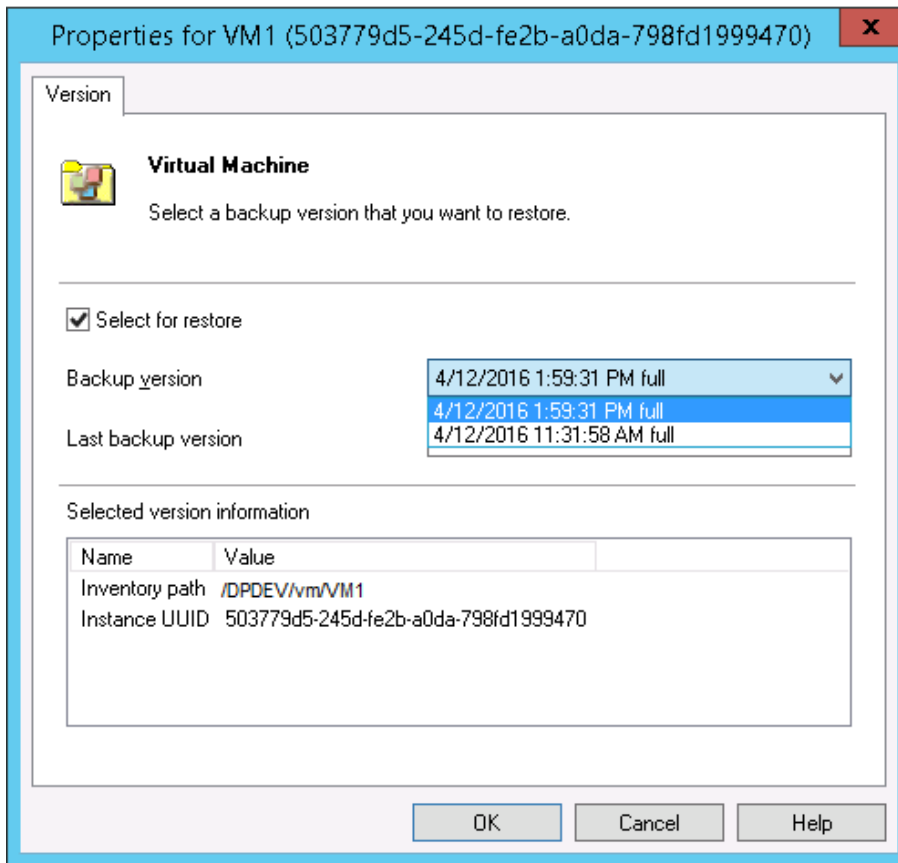 Properties for VM1 (503779d5-245d-fe2b-a0da-798fd1999470)
x
Version
Virtual Machine
Select a backup version that you want to restore.
Select for restore
Backup version 4/12/2016 1:59:31 PM full
4/12/2016 1:59:31 PM full
Last backup version 4/12/2016 11:31:58 AM full
Selected version information
Name Value
Inventory path /DPDEV/vm/VM1
Instance UUID 503779d5-245d-fe2b-a0da-798fd1999470
OK Cancel Help